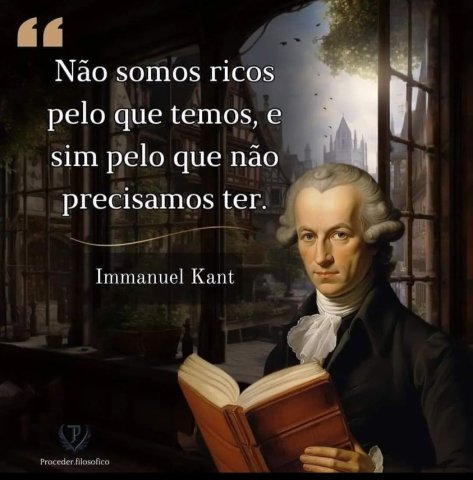 Não somos ricos
pelo que temos, e
sim pelo que não
precisamos ter.
Immanuel Kant
Proceder.filosofico